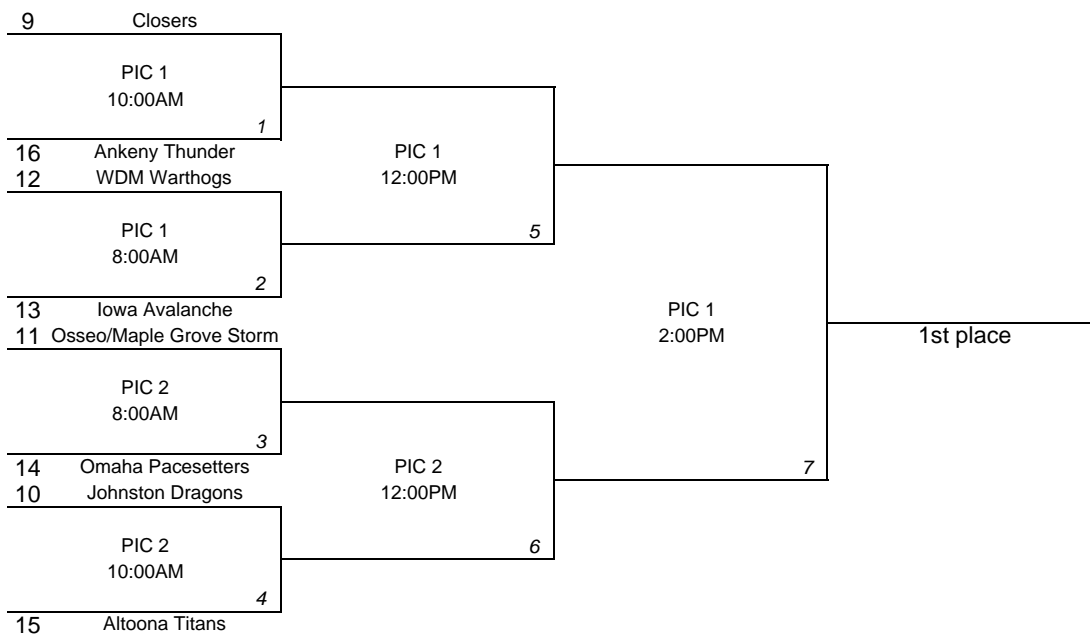 9 Closers
PIC 1
10:00AM
1
16 Ankeny Thunder
12 WDM Warthogs
PIC 1
12:00PM
5
PIC 1
8:00AM
2
13 Iowa Avalanche
11 Osseo/Maple Grove Storm
PIC 1
2:00PM
7
1st place
PIC 2
8:00AM
3
14 Omaha Pacesetters
10 Johnston Dragons
PIC 2
12:00PM
6
PIC 2
10:00AM
4
15 Altoona Titans